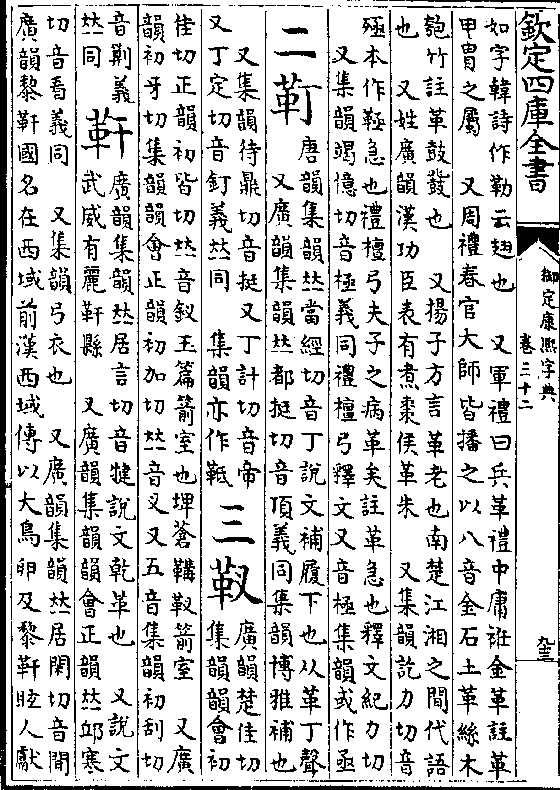 欽定四庫全書
御定康熙字典
卷三十二
如字韓詩作勒云翅也 又軍禮曰兵革禮中庸袵金革註革
甲胄之屬 又周禮春官大師皆播之以八音金石土革絲木
匏竹註革鼓鼗也 又揚子方言革老也南楚江湘之間代語
也 又姓廣韻漢功臣表有煮棗侯革朱 又集韻訖力切音
殛本作急也禮檀弓夫子之病革矣註革急也釋文紀力切
又集韻竭億切音極義同禮檀弓釋文又音極集韻或作亟
二 靪
唐韻集韻𠀤當經切音丁說文補履下也从革丁聲
又廣韻集韻𠀤都挺切音頂義同集韻博雅補也
又集韻待鼎切音挺 又丁計切音帝
又丁定切音釘義𠀤同 集韻亦作
三 靫
廣韻楚佳切
集韻韻會初
佳切正韻初皆切𠀤音釵玉篇箭室也埤蒼鞴靫箭室 又廣
韻初牙切集韻韻會正韻初加切𠀤音叉 又五音集韻初刮切
音義
𠀤同
靬
廣韻集韻𠀤居言切音犍說文乾革也 又說文
武威有麗靬縣 又廣韻集韻韻會正韻𠀤邱寒
切音看義同 又集韻弓衣也 又廣韻集韻𠀤居閑切音間
廣韻黎靬國名在西域前漢西域傳以大鳥卵及黎靬眩人獻